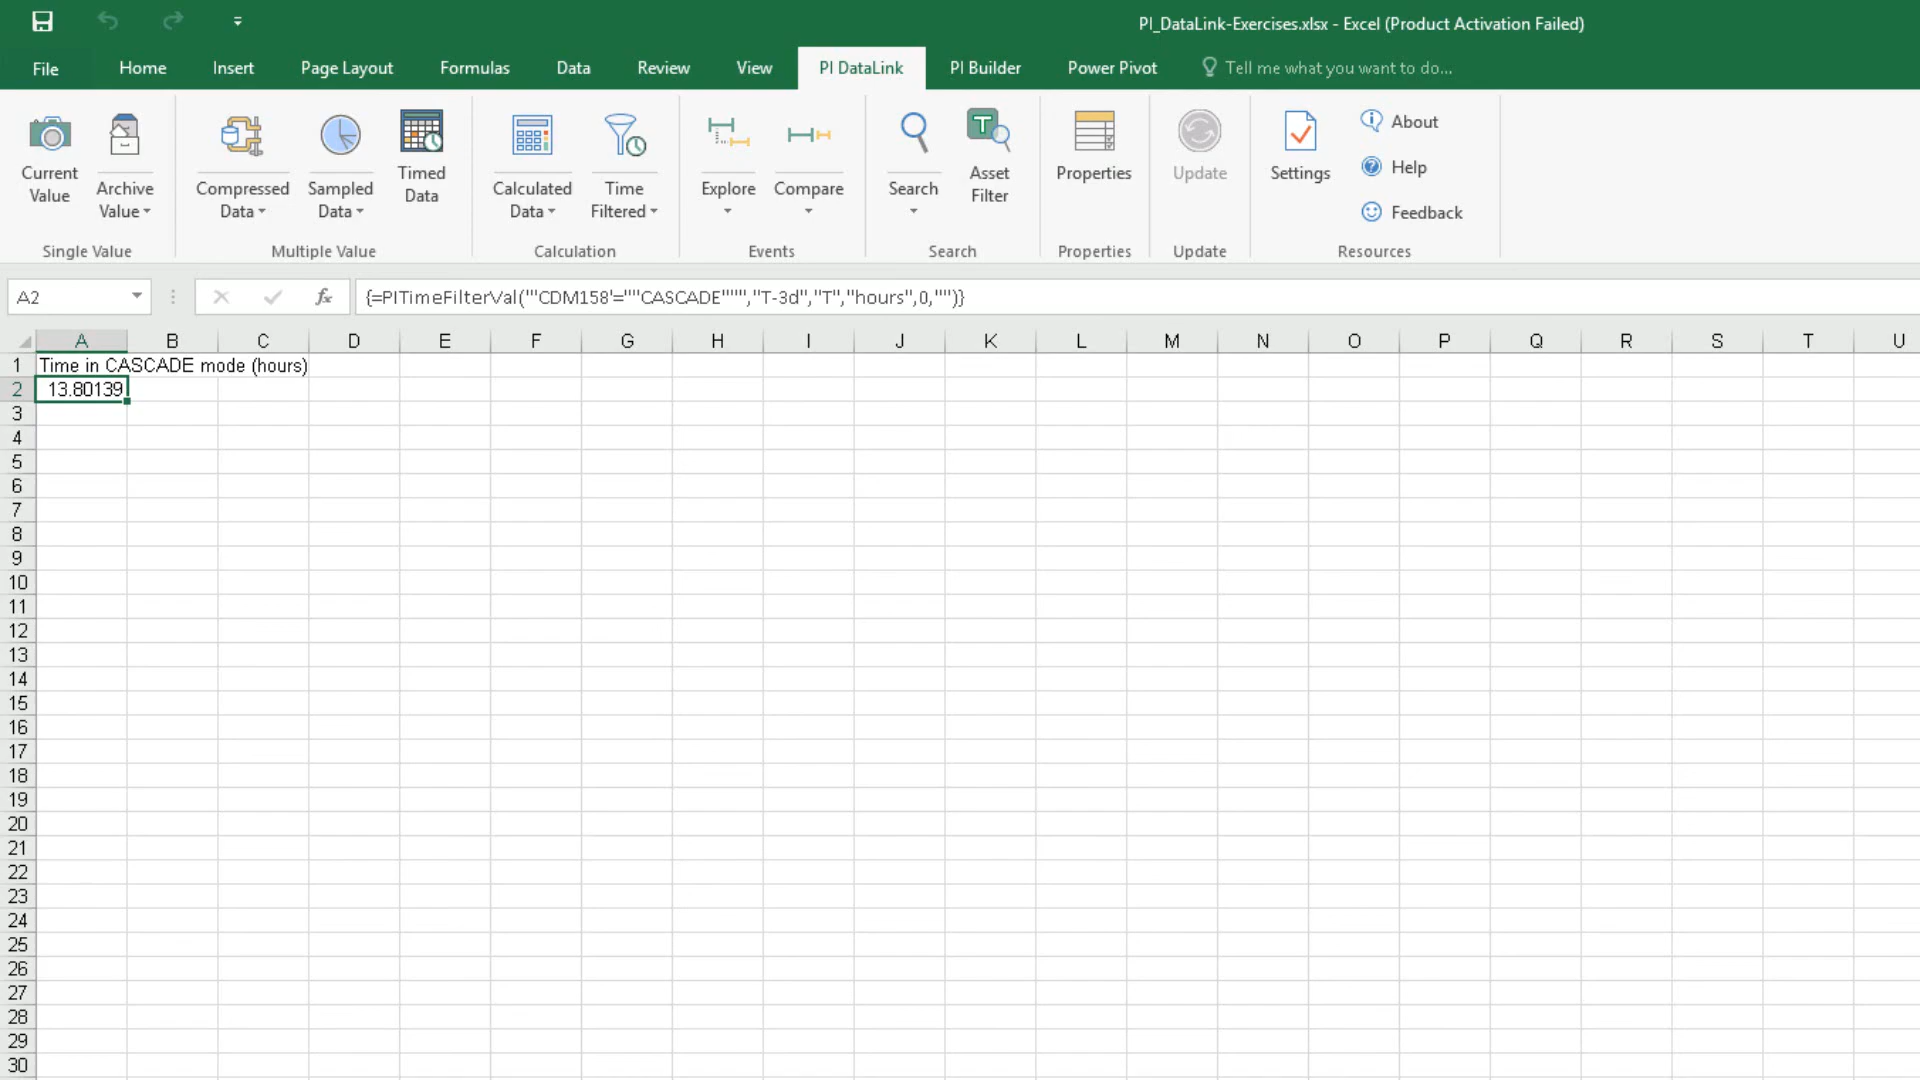 PI_DataLink-Exercises.xlsx - Excel (Product Activation Failed)
File Home Insert Page Layout Formulas Data Review View PI DataLink PI Builder Power Pivot Tell me what you want to do...
Current Value
Archive Value
Compressed Data
Sampled Data
Timed Data
Calculated Data
Time Filtered
Explore
Compare
Search
Asset Filter
Properties
Update
Settings
About
Help
Feedback
Single Value Multiple Value Calculation Events Search Properties Update Resources
A2 fx {=PITimeFilterVal("'CDM158'=""CASCADE""","T-3d","T","hours",0,"")}
A B C D E F G H I J K L M N O P Q R S T U
1 Time in CASCADE mode (hours)
2 13.80139
3
4
5
6
7
8
9
10
11
12
13
14
15
16
17
18
19
20
21
22
23
24
25
26
27
28
29
30